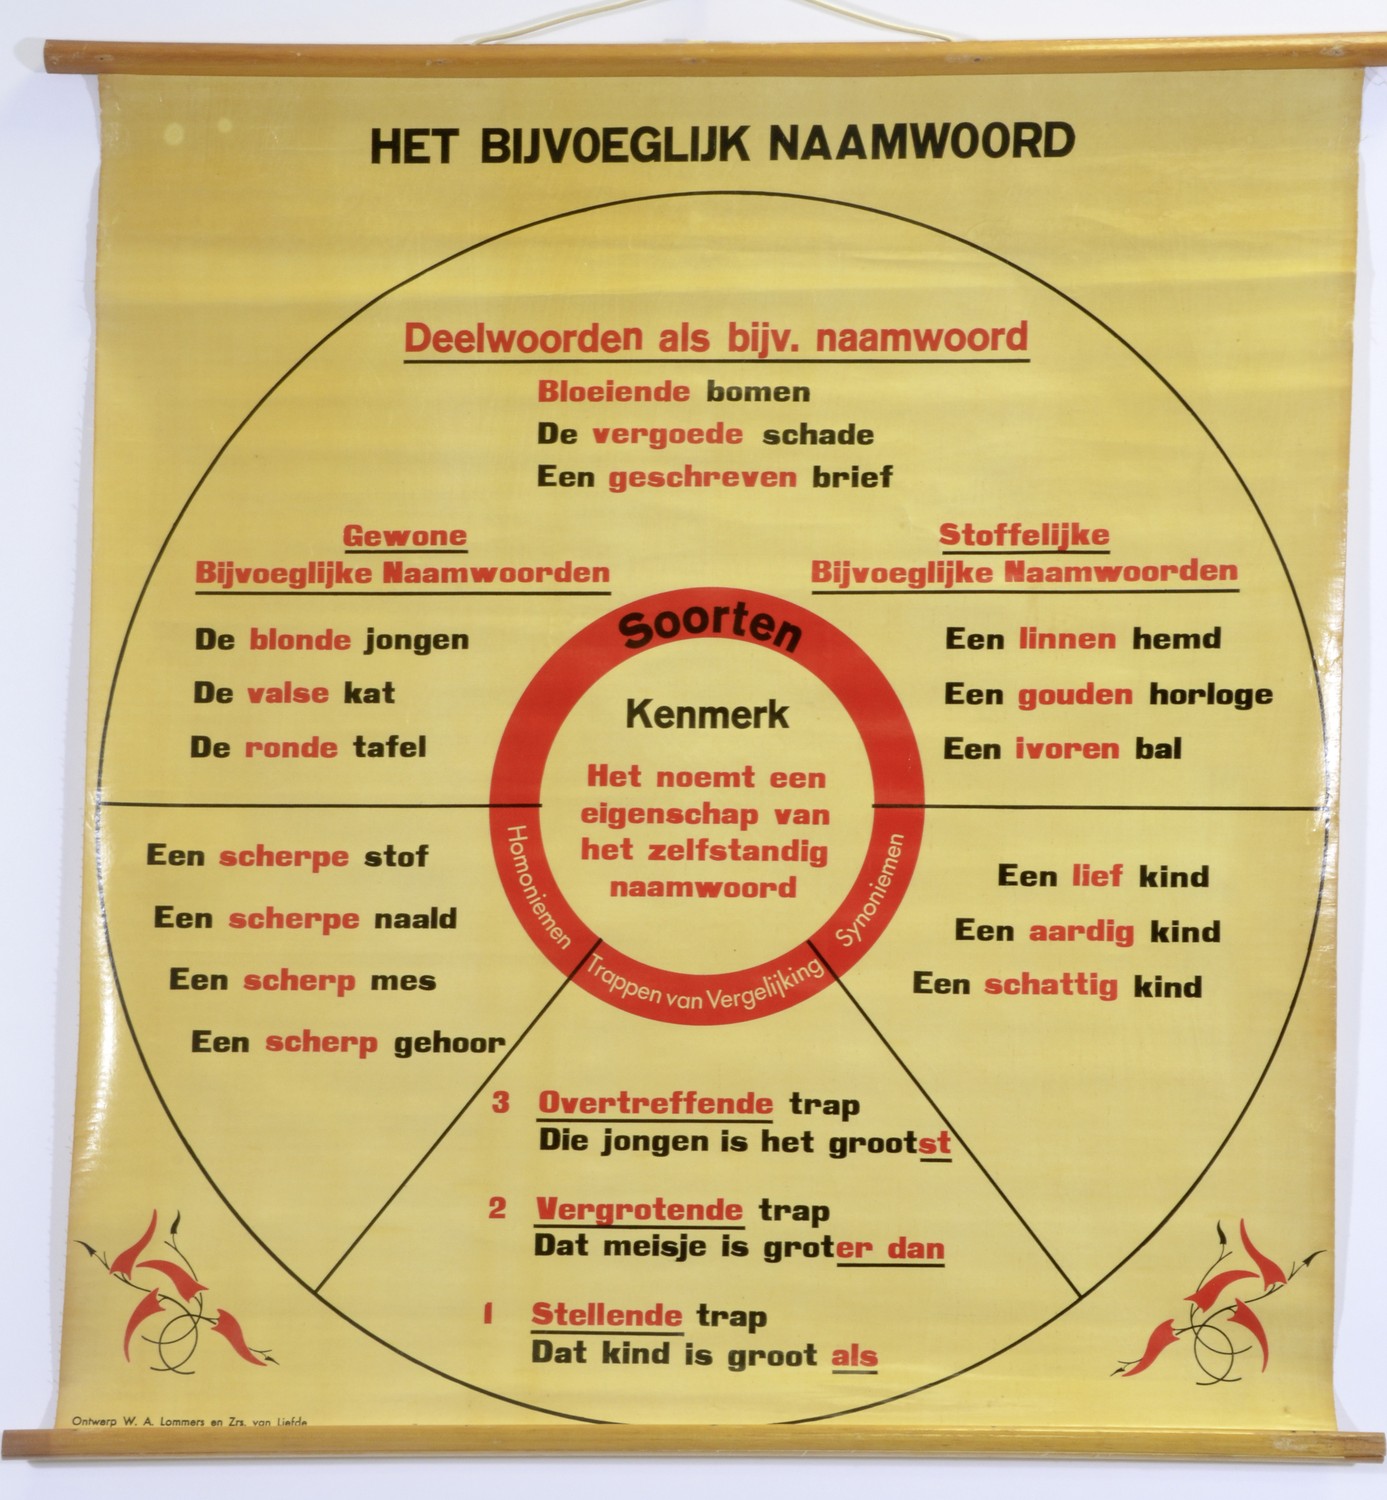 HET BIJVOEGLIJK NAAMWOORD
Deelwoorden als bijv. naamwoord
Bloeiende bomen
De vergoede schade
Een geschreven brief
Gewone
Bijvoeglijke Naamwoorden
De blonde jongen
De valse kat
De ronde tafel
Stoffelijke
Bijvoeglijke Naamwoorden
Een linnen hemd
Een gouden horloge
Een ivoren bal
Soorten
Kenmerk
Het noemt een
eigenschap van
het zelfstandig
naamwoord
Homoniemen
Een scherpe stof
Een scherpe naald
Een scherp mes
Een scherp gehoor
Synoniemen
Een lief kind
Een aardig kind
Een schattig kind
Trappen van Vergelijking
3 Overtreffende trap
Die jongen is het grootst
2 Vergrotende trap
Dat meisje is groter dan
1 Stellende trap
Dat kind is groot als
Ontwerp W. A. Lommers en Zrs. van Liefde